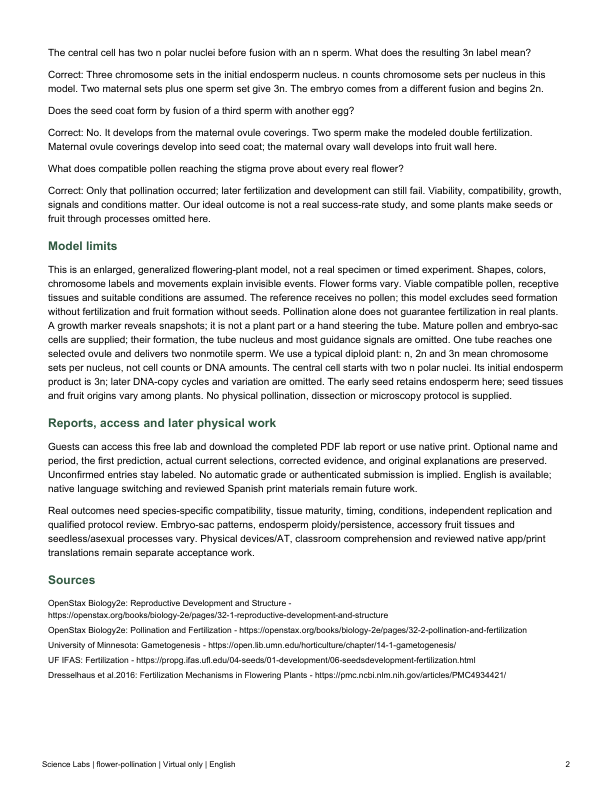 The central cell has two n polar nuclei before fusion with an n sperm. What does the resulting 3n label mean?
Correct: Three chromosome sets in the initial endosperm nucleus. n counts chromosome sets per nucleus in this
model. Two maternal sets plus one sperm set give 3n. The embryo comes from a different fusion and begins 2n.
Does the seed coat form by fusion of a third sperm with another egg?
Correct: No. It develops from the maternal ovule coverings. Two sperm make the modeled double fertilization.
Maternal ovule coverings develop into seed coat; the maternal ovary wall develops into fruit wall here.
What does compatible pollen reaching the stigma prove about every real flower?
Correct: Only that pollination occurred; later fertilization and development can still fail. Viability, compatibility, growth,
signals and conditions matter. Our ideal outcome is not a real success-rate study, and some plants make seeds or
fruit through processes omitted here.
Model limits
This is an enlarged, generalized flowering-plant model, not a real specimen or timed experiment. Shapes, colors,
chromosome labels and movements explain invisible events. Flower forms vary. Viable compatible pollen, receptive
tissues and suitable conditions are assumed. The reference receives no pollen; this model excludes seed formation
without fertilization and fruit formation without seeds. Pollination alone does not guarantee fertilization in real plants.
A growth marker reveals snapshots; it is not a plant part or a hand steering the tube. Mature pollen and embryo-sac
cells are supplied; their formation, the tube nucleus and most guidance signals are omitted. One tube reaches one
selected ovule and delivers two nonmotile sperm. We use a typical diploid plant: n, 2n and 3n mean chromosome
sets per nucleus, not cell counts or DNA amounts. The central cell starts with two n polar nuclei. Its initial endosperm
product is 3n; later DNA-copy cycles and variation are omitted. The early seed retains endosperm here; seed tissues
and fruit origins vary among plants. No physical pollination, dissection or microscopy protocol is supplied.
Reports, access and later physical work
Guests can access this free lab and download the completed PDF lab report or use native print. Optional name and
period, the first prediction, actual current selections, corrected evidence, and original explanations are preserved.
Unconfirmed entries stay labeled. No automatic grade or authenticated submission is implied. English is available;
native language switching and reviewed Spanish print materials remain future work.
Real outcomes need species-specific compatibility, tissue maturity, timing, conditions, independent replication and
qualified protocol review. Embryo-sac patterns, endosperm ploidy/persistence, accessory fruit tissues and
seedless/asexual processes vary. Physical devices/AT, classroom comprehension and reviewed native app/print
translations remain separate acceptance work.
Sources
OpenStax Biology2e: Reproductive Development and Structure -
https://openstax.org/books/biology-2e/pages/32-1-reproductive-development-and-structure
OpenStax Biology2e: Pollination and Fertilization - https://openstax.org/books/biology-2e/pages/32-2-pollination-and-fertilization
University of Minnesota: Gametogenesis - https://open.lib.umn.edu/horticulture/chapter/14-1-gametogenesis/
UF IFAS: Fertilization - https://propg.ifas.ufl.edu/04-seeds/01-development/06-seedsdevelopment-fertilization.html
Dresselhaus et al.2016: Fertilization Mechanisms in Flowering Plants - https://pmc.ncbi.nlm.nih.gov/articles/PMC4934421/
Science Labs | flower-pollination | Virtual only | English
2